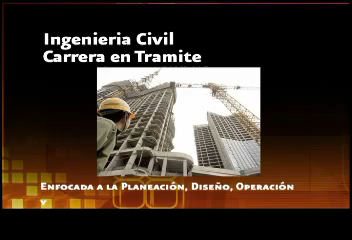 Ingenieria Civil
Carrera en Tramite
Enfocada a la Planeación, Diseño, Operación
y